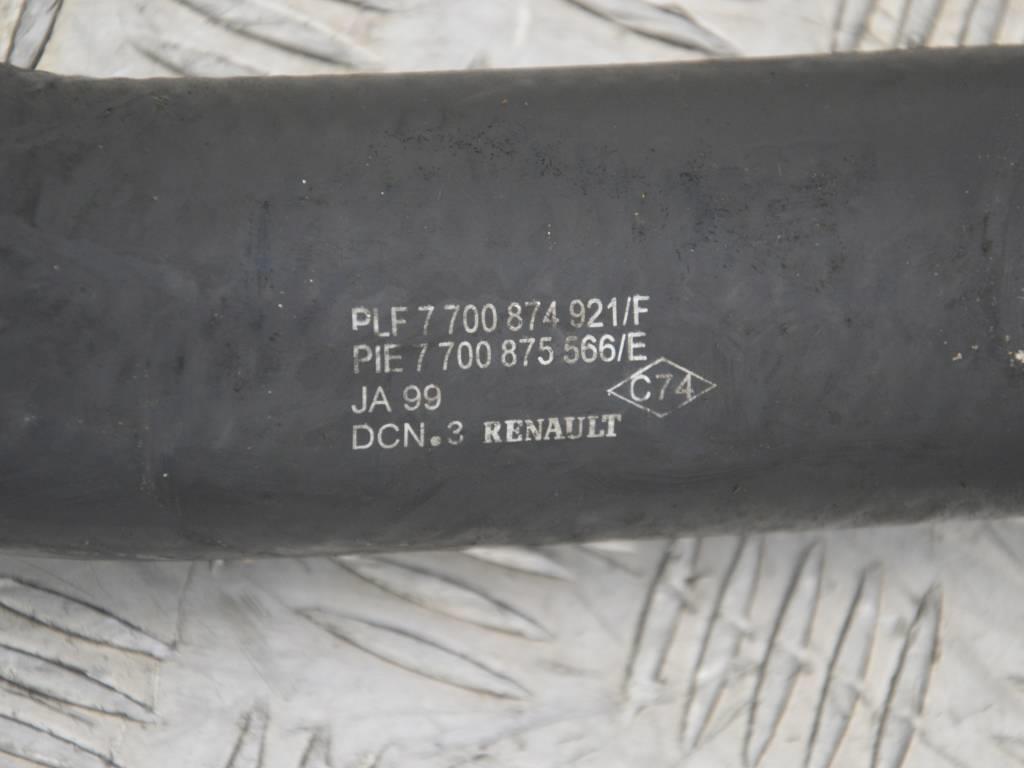 PLF 7 700 874 921/F
PIE 7 700 875 566/E
JA 99
C74
DCN.3 RENAULT